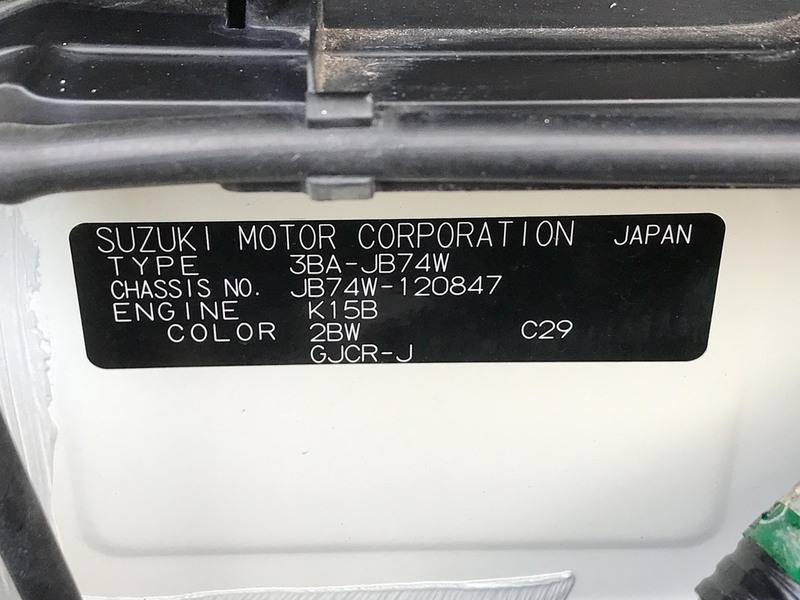 SUZUKI MOTOR CORPORATION JAPAN
TYPE 3BA-JB74W
CHASSIS NO. JB74W-120847
ENGINE K15B
COLOR 2BW C29
GJCR-J